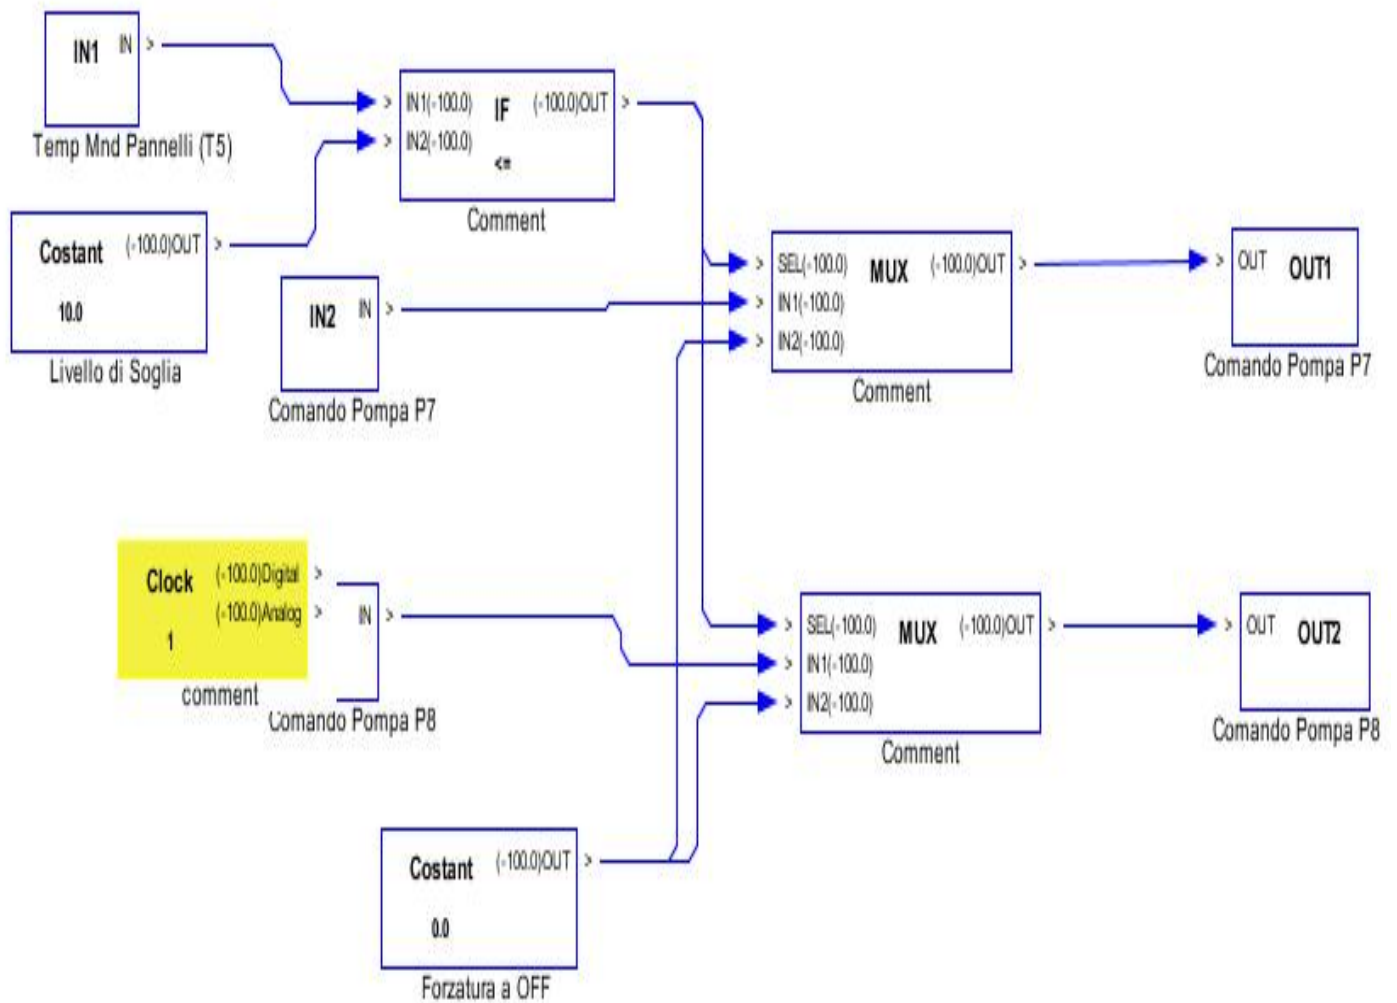 IN1 IN >
Temp Mnd Pannelli (T5)
> IN1(-100.0) IF (-100.0)OUT >
> IN2(-100.0)
<=
Comment
Costant (-100.0)OUT >
10.0
Livello di Soglia
IN2 IN >
Comando Pompa P7
> SEL(-100.0) MUX (-100.0)OUT >
> IN1(-100.0)
> IN2(-100.0)
Comment
> OUT OUT1
Comando Pompa P7
Clock (-100.0)Digital >
(-100.0)Analog >
1
comment
IN >
Comando Pompa P8
> SEL(-100.0) MUX (-100.0)OUT >
> IN1(-100.0)
> IN2(-100.0)
Comment
> OUT OUT2
Comando Pompa P8
Costant (-100.0)OUT >
0.0
Forzatura a OFF